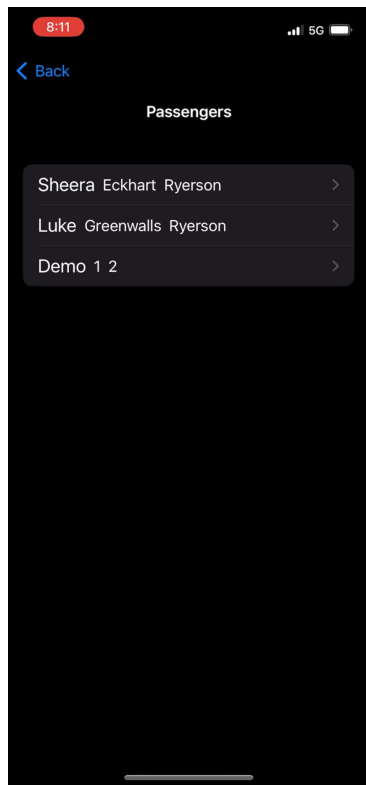 8:11 5G
Back
Passengers
Sheera Eckhart Ryerson
Luke Greenwalls Ryerson
Demo 1 2